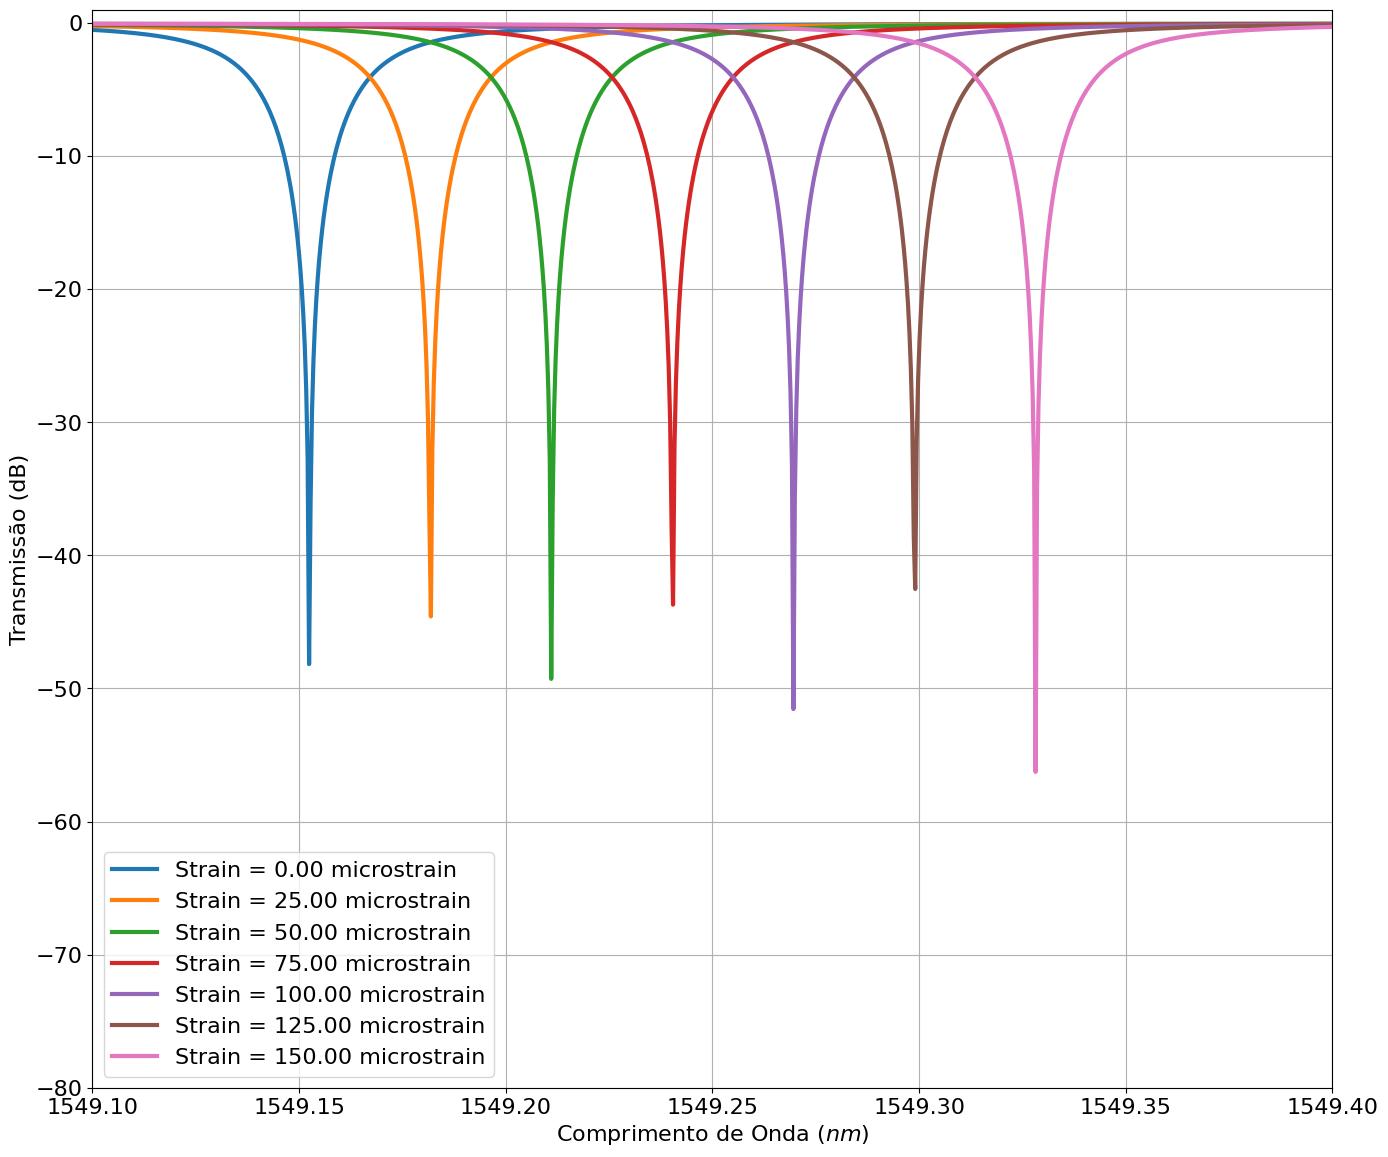 0
−10
−20
−30
−40
−50
−60
−70
−80
Transmissão (dB)
Strain = 0.00 microstrain
Strain = 25.00 microstrain
Strain = 50.00 microstrain
Strain = 75.00 microstrain
Strain = 100.00 microstrain
Strain = 125.00 microstrain
Strain = 150.00 microstrain
1549.10 1549.15 1549.20 1549.25 1549.30 1549.35 1549.40
Comprimento de Onda (nm)